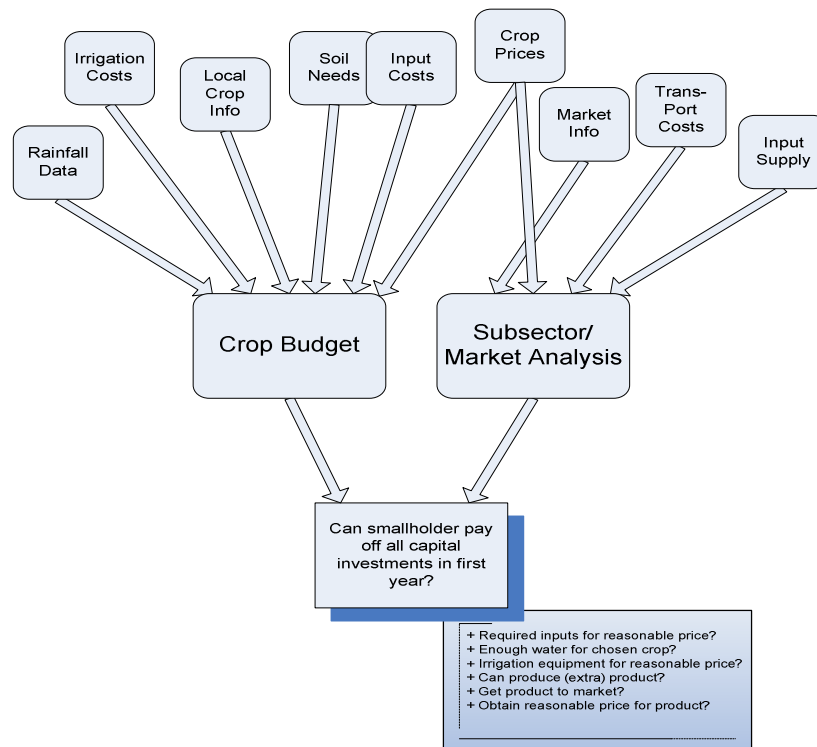 Irrigation
Costs
Local
Crop
Info
Soil
Needs
Input
Costs
Crop
Prices
Market
Info
Trans-
Port
Costs
Input
Supply
Rainfall
Data
Crop Budget
Subsector/
Market Analysis
Can smallholder pay
off all capital
investments in first
year?
+ Required inputs for reasonable price?
+ Enough water for chosen crop?
+ Irrigation equipment for reasonable price?
+ Can produce (extra) product?
+ Get product to market?
+ Obtain reasonable price for product?